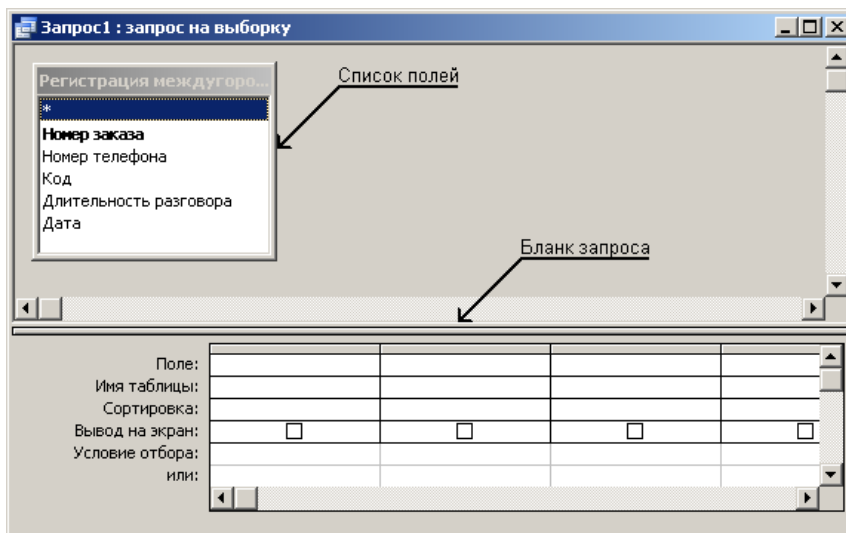 Запрос1 : запрос на выборку
Регистрация междугоро...
Список полей
*
Номер заказа
Номер телефона
Код
Длительность разговора
Дата
Бланк запроса
Поле:
Имя таблицы:
Сортировка:
Вывод на экран:
Условие отбора:
или: